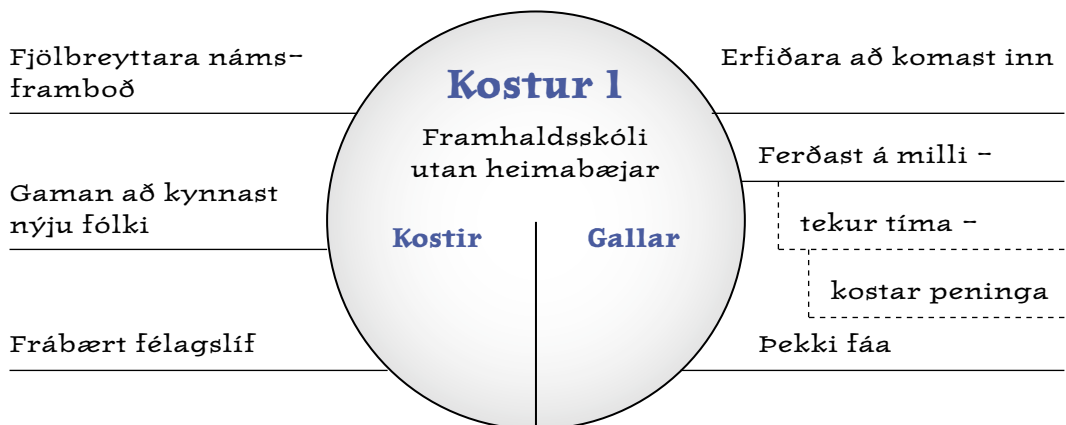 Fjölbreyttara náms-
framboð
Gaman að kynnast
nýju fólki
Frábært félagslíf
Kostur 1
Framhaldsskóli
utan heimabæjar
Kostir
Gallar
Erfiðara að komast inn
Ferðast á milli -
tekur tíma -
kostar peninga
Þekki fáa